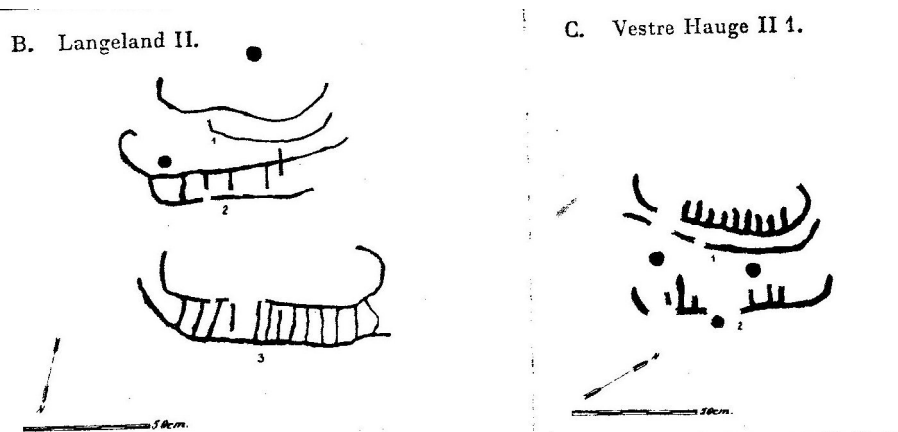 B. Langeland II.
1
2
3
N
50cm.
C. Vestre Hauge II 1.
1
2
N
50cm.